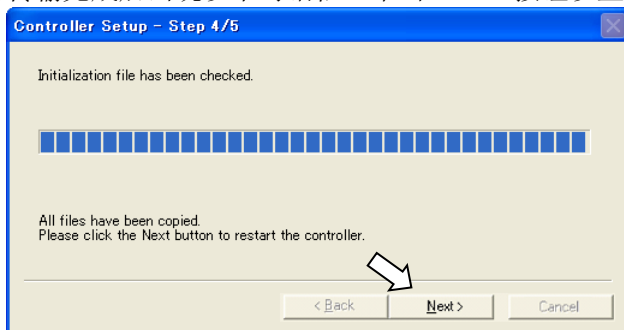 Controller Setup - Step 4/5
Initialization file has been checked.
All files have been copied.
Please click the Next button to restart the controller.
< Back
Next >
Cancel